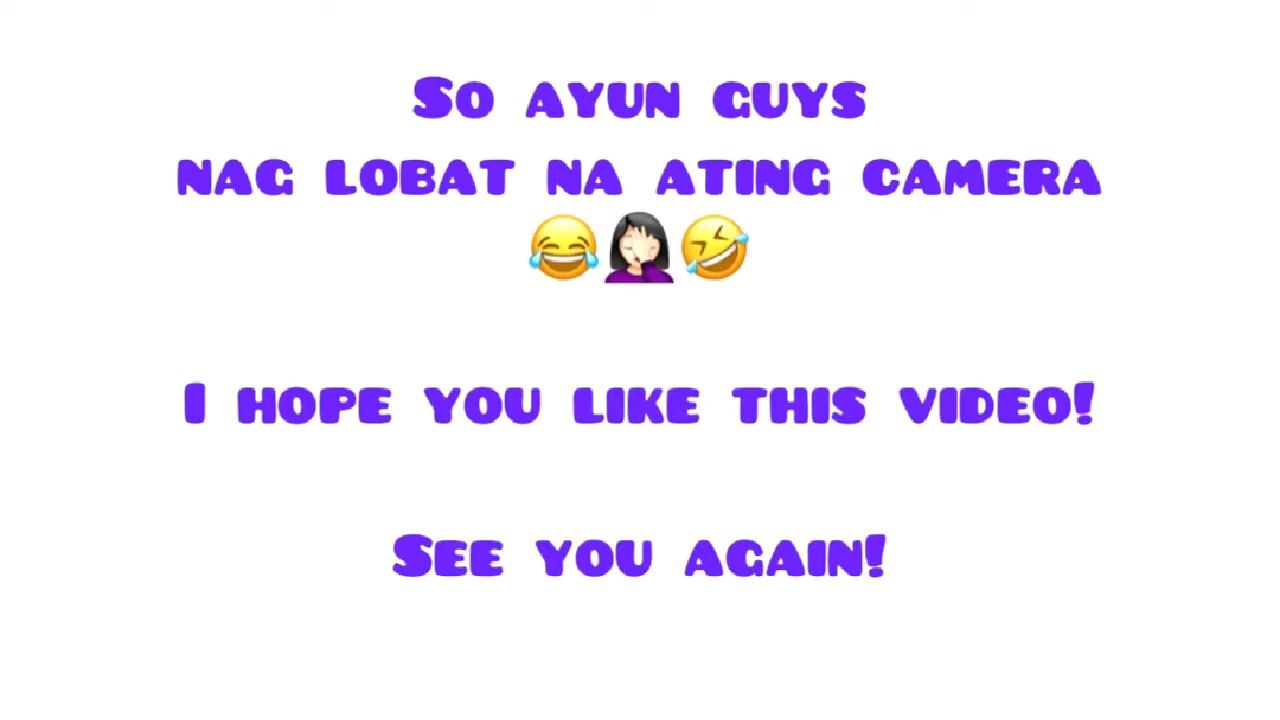 So ayun guys
nag lobat na ating camera
😂🤦🏻‍♀️🤣
I hope you like this video!
See you again!